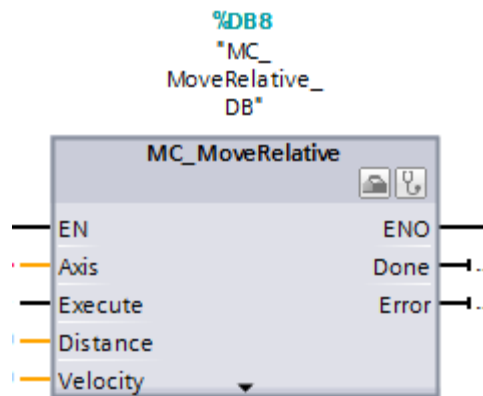 %DB8
"MC_
MoveRelative_
DB"
MC_MoveRelative
EN ENO
Axis Done
Execute Error
Distance
Velocity